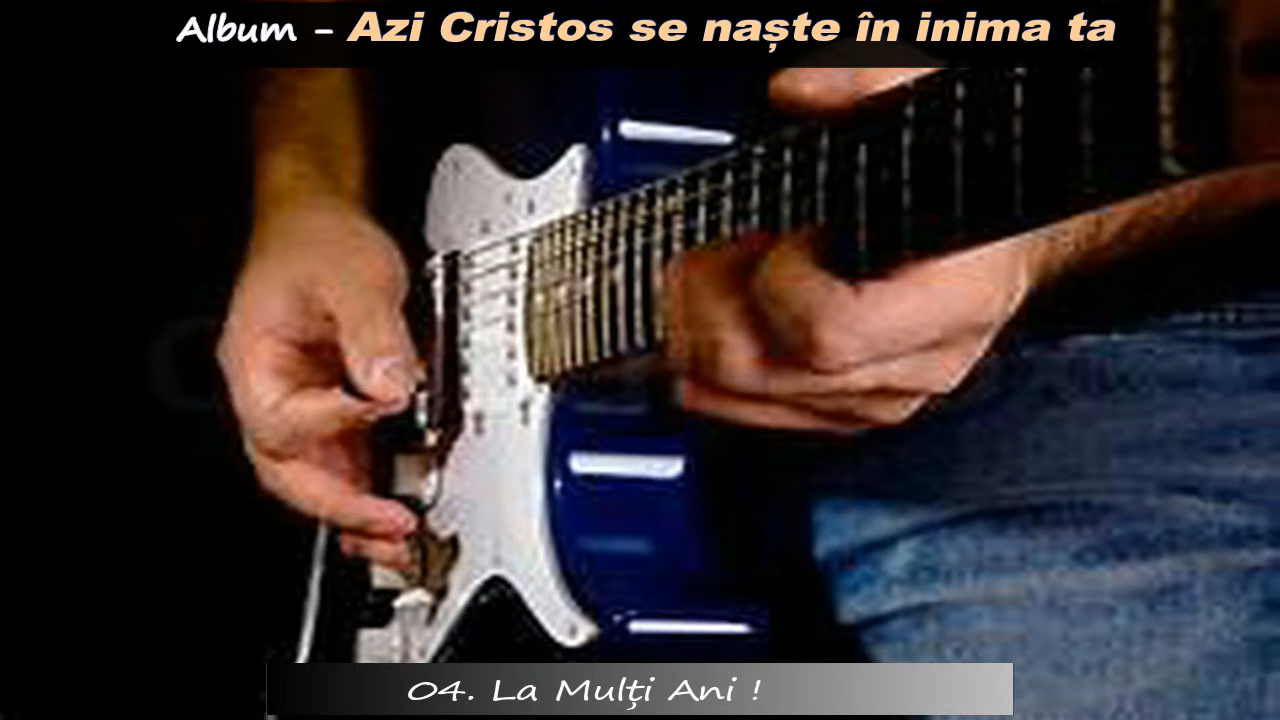 Album – Azi Cristos se naște în inima ta
04. La Mulți Ani !